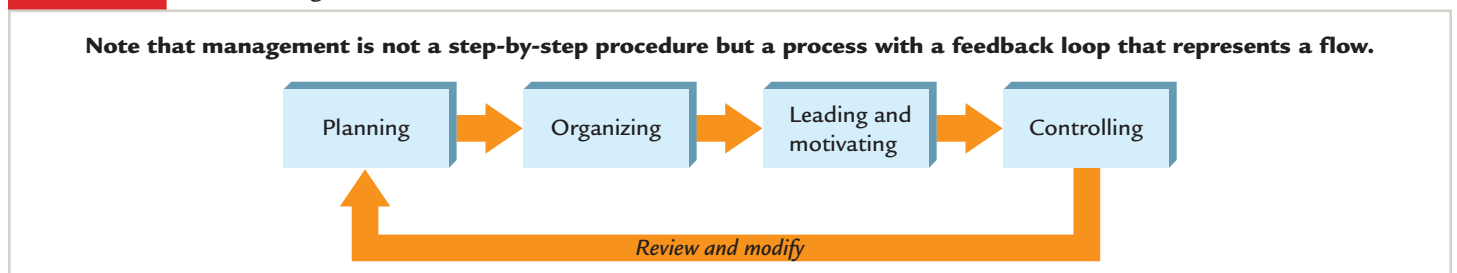 Note that management is not a step-by-step procedure but a process with a feedback loop that represents a flow.
Planning
Organizing
Leading and
motivating
Controlling
Review and modify